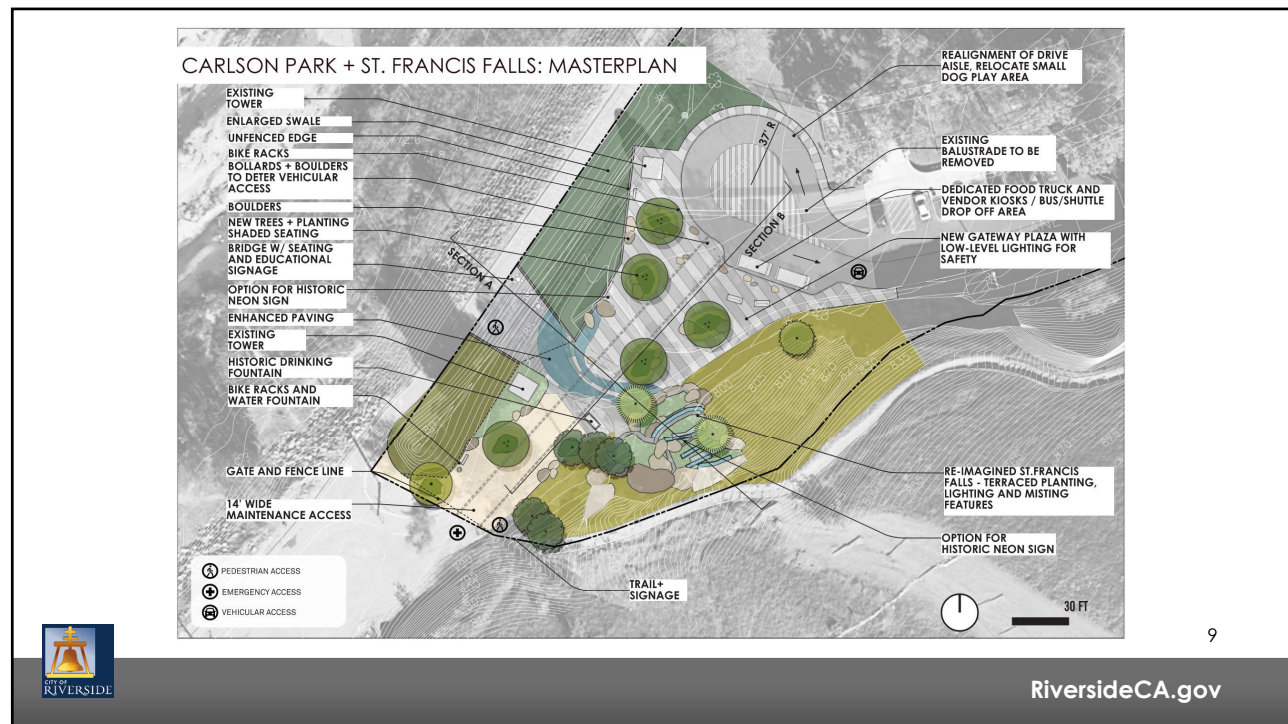 CARLSON PARK + ST. FRANCIS FALLS: MASTERPLAN
EXISTING
TOWER
ENLARGED SWALE
UNFENCED EDGE
BIKE RACKS
BOLLARDS + BOULDERS
TO DETER VEHICULAR
ACCESS
BOULDERS
NEW TREES + PLANTING
SHADED SEATING
BRIDGE W/ SEATING
AND EDUCATIONAL
SIGNAGE
OPTION FOR HISTORIC
NEON SIGN
ENHANCED PAVING
EXISTING
TOWER
HISTORIC DRINKING
FOUNTAIN
BIKE RACKS AND
WATER FOUNTAIN
GATE AND FENCE LINE
14' WIDE
MAINTENANCE ACCESS
SECTION A
SECTION B
37' R
REALIGNMENT OF DRIVE
AISLE, RELOCATE SMALL
DOG PLAY AREA
EXISTING
BALUSTRADE TO BE
REMOVED
DEDICATED FOOD TRUCK AND
VENDOR KIOSKS / BUS/SHUTTLE
DROP OFF AREA
NEW GATEWAY PLAZA WITH
LOW-LEVEL LIGHTING FOR
SAFETY
RE-IMAGINED ST.FRANCIS
FALLS - TERRACED PLANTING,
LIGHTING AND MISTING
FEATURES
OPTION FOR
HISTORIC NEON SIGN
TRAIL+
SIGNAGE
PEDESTRIAN ACCESS
EMERGENCY ACCESS
VEHICULAR ACCESS
30 FT
9
CITY OF
RIVERSIDE
RiversideCA.gov